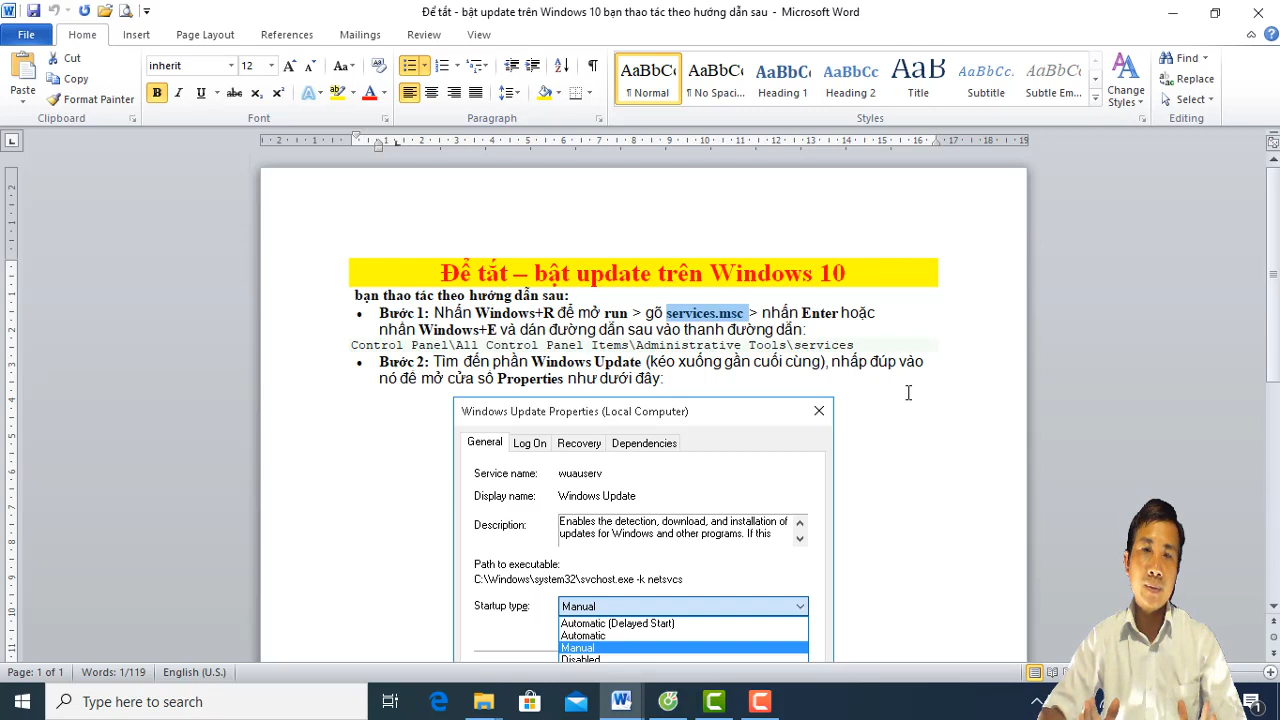 Để tắt - bật update trên Windows 10 bạn thao tác theo hướng dẫn sau - Microsoft Word
File Home Insert Page Layout References Mailings Review View
Paste
Cut
Copy
Format Painter
Clipboard
inherit 12
Font
Paragraph
AaBbCc AaBbCc AaBbC AaBbCc AaB AaBbCc. AaBbCc.
¶ Normal ¶ No Spaci... Heading 1 Heading 2 Title Subtitle Subtle Em...
Styles
Change Styles
Find
Replace
Select
Editing
Để tắt – bật update trên Windows 10
bạn thao tác theo hướng dẫn sau:
• Bước 1: Nhấn Windows+R để mở run > gõ services.msc > nhấn Enter hoặc
nhấn Windows+E và dán đường dẫn sau vào thanh đường dẫn:
Control Panel\All Control Panel Items\Administrative Tools\services
• Bước 2: Tìm đến phần Windows Update (kéo xuống gần cuối cùng), nhấp đúp vào
nó để mở cửa sổ Properties như dưới đây:
Windows Update Properties (Local Computer)
General Log On Recovery Dependencies
Service name: wuauserv
Display name: Windows Update
Description: Enables the detection, download, and installation of
updates for Windows and other programs. If this
Path to executable:
C:\Windows\system32\svchost.exe -k netsvcs
Startup type: Manual
Automatic (Delayed Start)
Automatic
Manual
Disabled
Page: 1 of 1 Words: 1/119 English (U.S.)
Type here to search